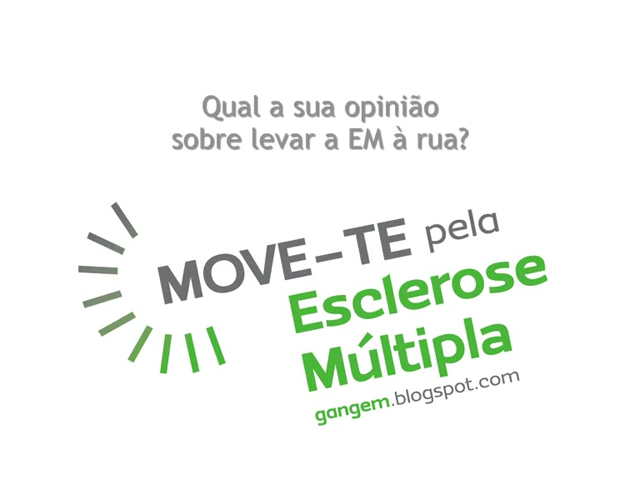 Qual a sua opinião
sobre levar a EM à rua?
MOVE-TE pela
Esclerose
Múltipla
gangem.blogspot.com